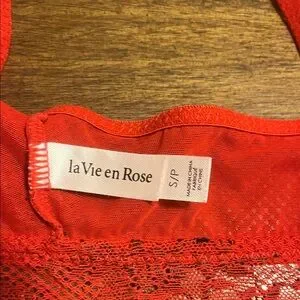 la Vie en Rose
S/P
MADE IN CHINA
FABRIQUÉ
EN CHINE